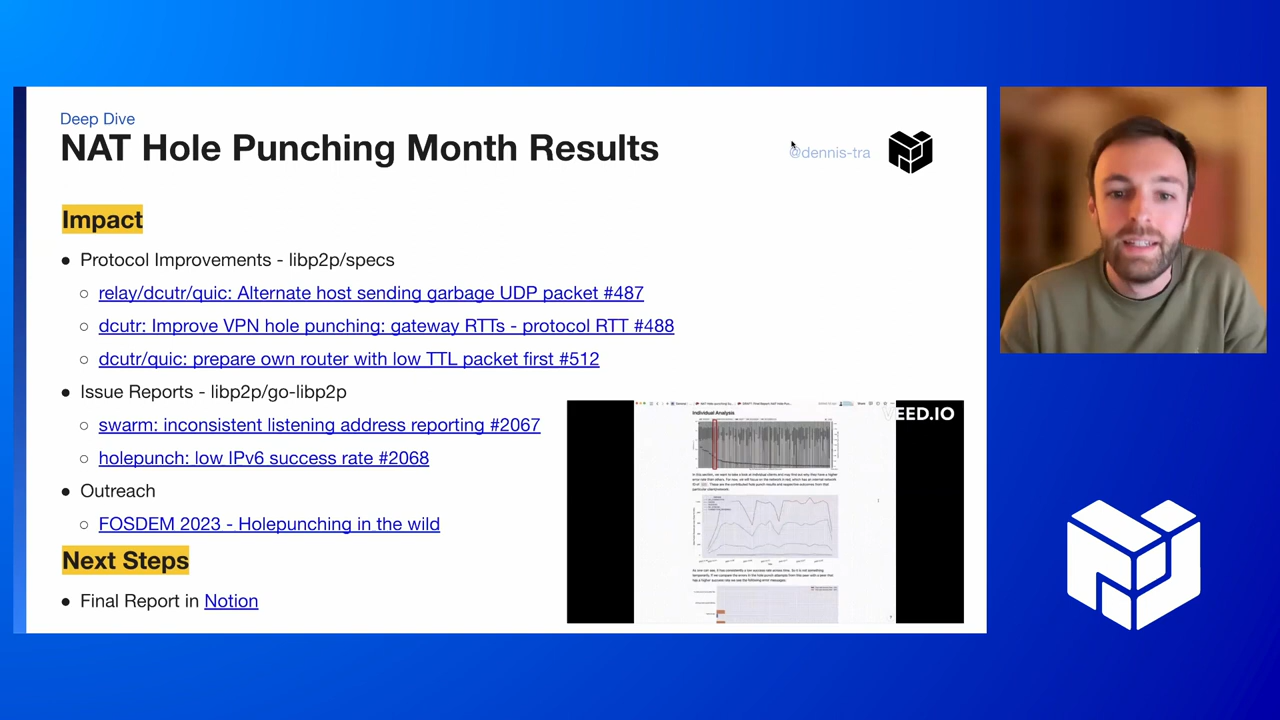 Deep Dive
NAT Hole Punching Month Results
@dennis-tra
Impact
● Protocol Improvements - libp2p/specs
○ relay/dcutr/quic: Alternate host sending garbage UDP packet #487
○ dcutr: Improve VPN hole punching: gateway RTTs - protocol RTT #488
○ dcutr/quic: prepare own router with low TTL packet first #512
● Issue Reports - libp2p/go-libp2p
○ swarm: inconsistent listening address reporting #2067
○ holepunch: low IPv6 success rate #2068
● Outreach
○ FOSDEM 2023 - Holepunching in the wild
Next Steps
● Final Report in Notion
EED.IO
Individual Analysis